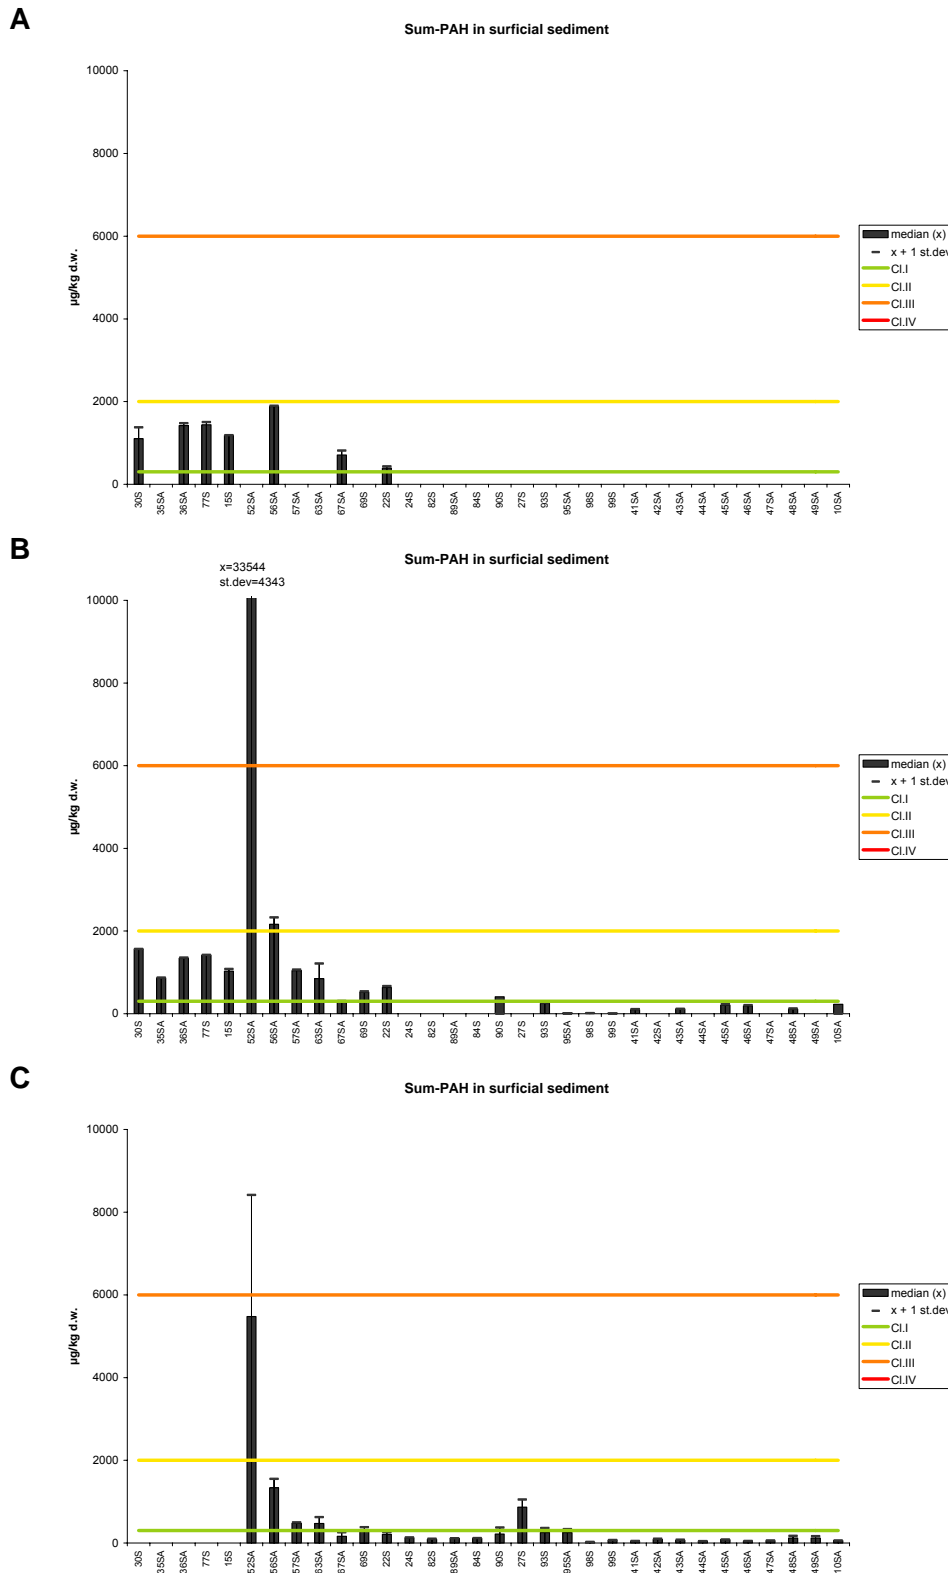 A
Sum-PAH in surficial sediment
10000
8000
6000
4000
2000
0
µg/kg d.w.
30S 35SA 36SA 77S 15S 52SA 56SA 57SA 63SA 67SA 69S 22S 24S 82S 89SA 84S 90S 27S 93S 95SA 98S 99S 41SA 42SA 43SA 44SA 45SA 46SA 47SA 48SA 49SA 10SA
median (x)
x + 1 st.dev
Cl.I
Cl.II
Cl.III
Cl.IV
B
Sum-PAH in surficial sediment
x=33544
st.dev=4343
10000
8000
6000
4000
2000
0
µg/kg d.w.
30S 35SA 36SA 77S 15S 52SA 56SA 57SA 63SA 67SA 69S 22S 24S 82S 89SA 84S 90S 27S 93S 95SA 98S 99S 41SA 42SA 43SA 44SA 45SA 46SA 47SA 48SA 49SA 10SA
median (x)
x + 1 st.dev
Cl.I
Cl.II
Cl.III
Cl.IV
C
Sum-PAH in surficial sediment
10000
8000
6000
4000
2000
0
µg/kg d.w.
30S 35SA 36SA 77S 15S 52SA 56SA 57SA 63SA 67SA 69S 22S 24S 82S 89SA 84S 90S 27S 93S 95SA 98S 99S 41SA 42SA 43SA 44SA 45SA 46SA 47SA 48SA 49SA 10SA
median (x)
x + 1 st.dev
Cl.I
Cl.II
Cl.III
Cl.IV